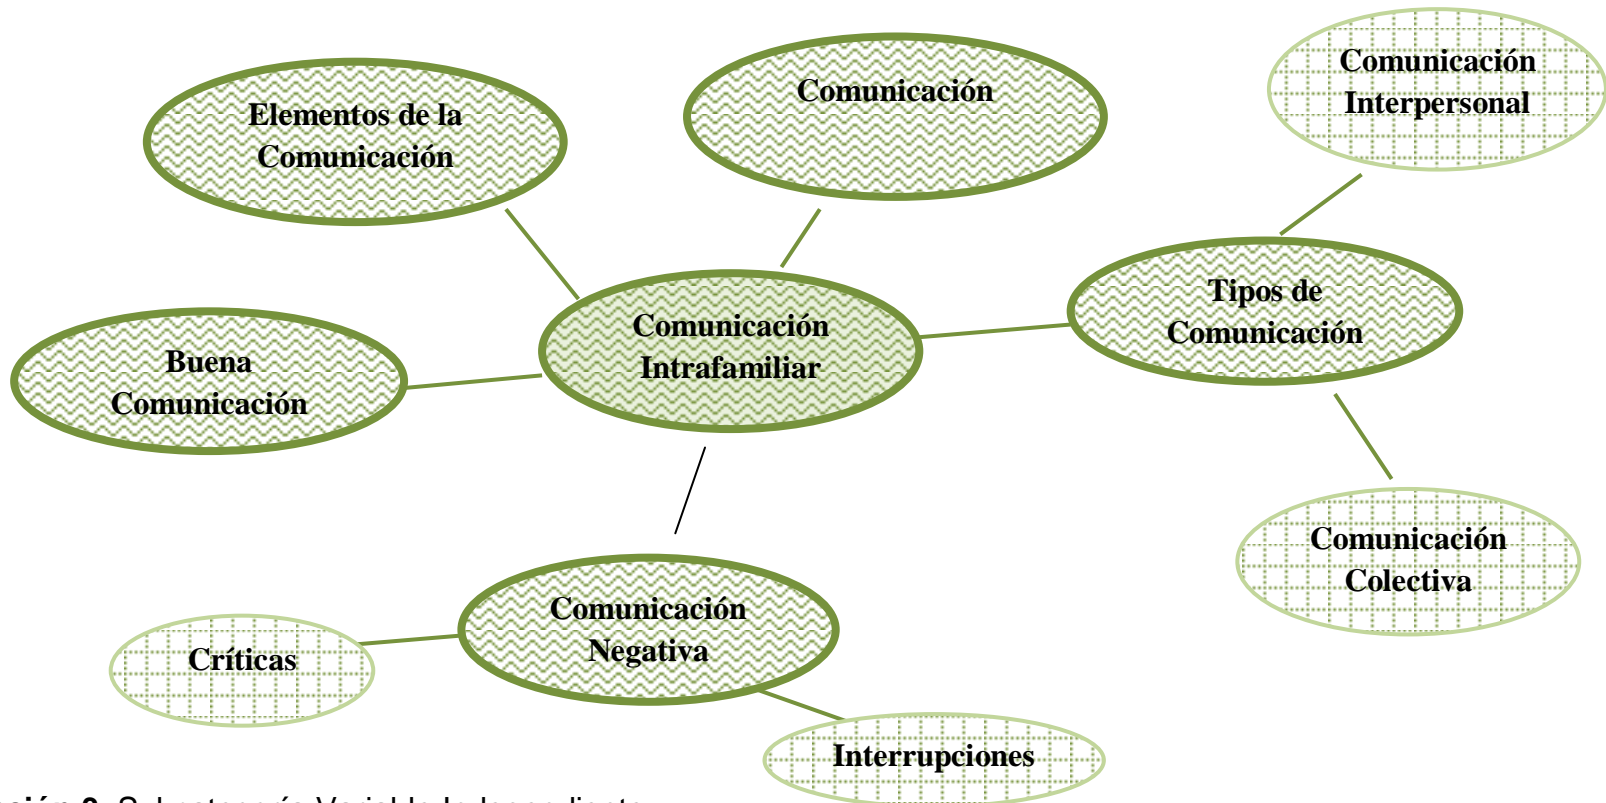 Comunicación
Interpersonal
Comunicación
Elementos de la
Comunicación
Tipos de
Comunicación
Comunicación
Intrafamiliar
Buena
Comunicación
Comunicación
Colectiva
Comunicación
Negativa
Críticas
Interrupciones